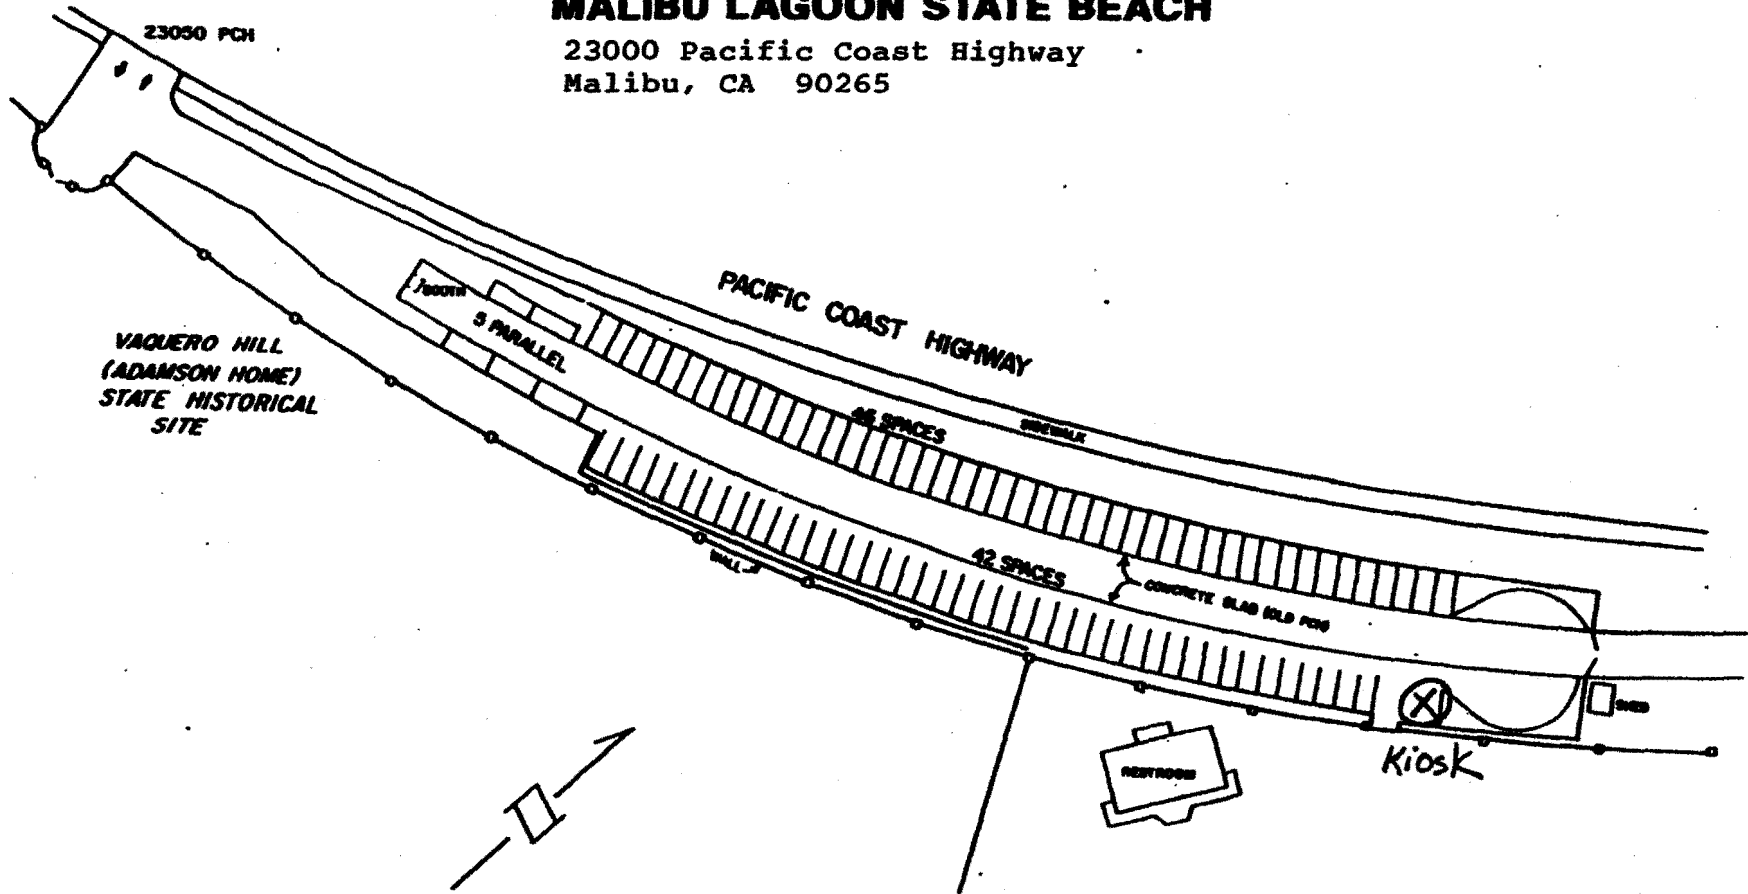 MALIBU LAGOON STATE BEACH
23000 Pacific Coast Highway
Malibu, CA 90265
23050 PCH
PACIFIC COAST HIGHWAY
BOOTH
5 PARALLEL
VAQUERO HILL
(ADAMSON HOME)
STATE HISTORICAL
SITE
46 SPACES
SIDEWALK
42 SPACES
WALL
CONCRETE SLAB (OLD PCH)
SHED
Kiosk
RESTROOM
N